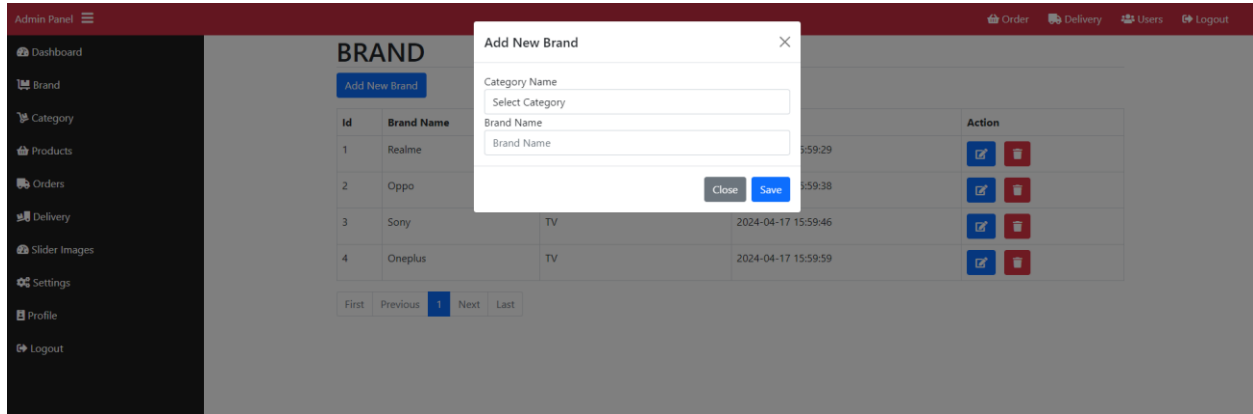 Admin Panel
Order Delivery Users Logout
Dashboard
Brand
Category
Products
Orders
Delivery
Slider Images
Settings
Profile
Logout
BRAND
Add New Brand
Id Brand Name Action
1 Realme 5:59:29
2 Oppo 5:59:38
3 Sony TV 2024-04-17 15:59:46
4 Oneplus TV 2024-04-17 15:59:59
First Previous 1 Next Last
Add New Brand
Category Name
Select Category
Brand Name
Brand Name
Close Save